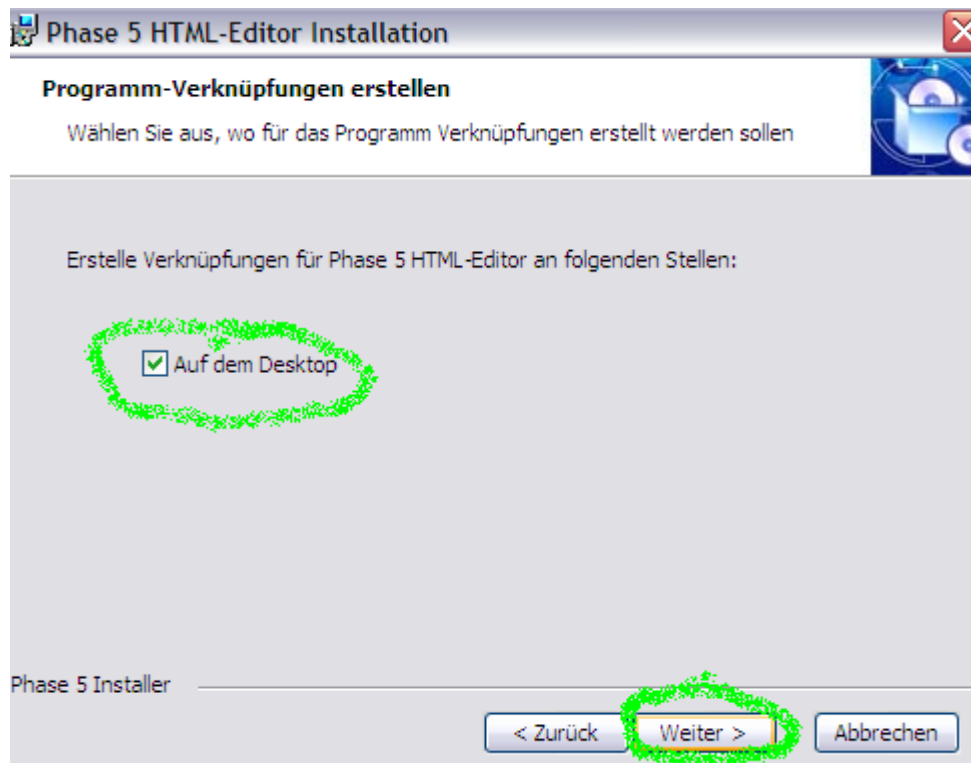 Phase 5 HTML-Editor Installation
Programm-Verknüpfungen erstellen
Wählen Sie aus, wo für das Programm Verknüpfungen erstellt werden sollen
Erstelle Verknüpfungen für Phase 5 HTML-Editor an folgenden Stellen:
Auf dem Desktop
Phase 5 Installer
< Zurück Weiter > Abbrechen